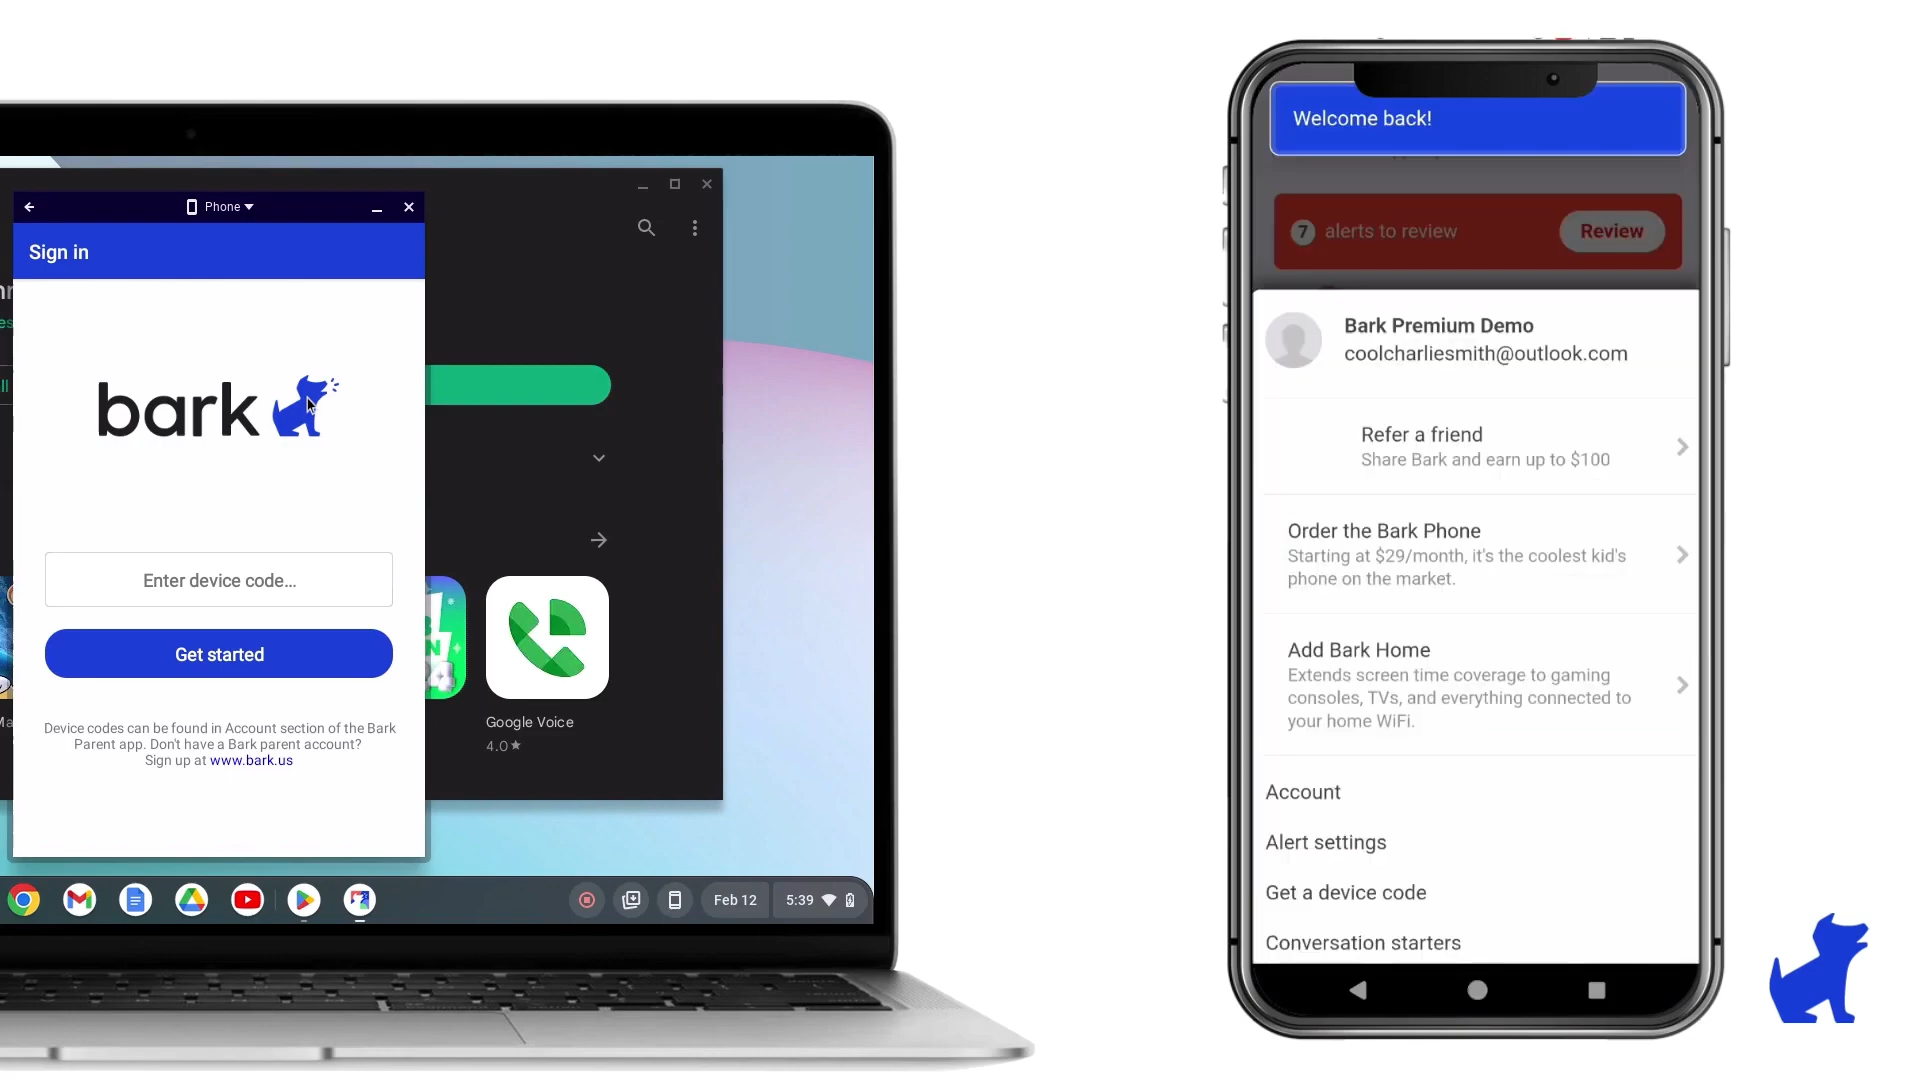 Phone
Sign in
bark
Enter device code...
Get started
Device codes can be found in Account section of the Bark
Parent app. Don't have a Bark parent account?
Sign up at www.bark.us
Google Voice
4.0★
Feb 12
5:39
Welcome back!
7 alerts to review
Review
Bark Premium Demo
coolcharliesmith@outlook.com
Refer a friend
Share Bark and earn up to $100
Order the Bark Phone
Starting at $29/month, it's the coolest kid's
phone on the market.
Add Bark Home
Extends screen time coverage to gaming
consoles, TVs, and everything connected to
your home WiFi.
Account
Alert settings
Get a device code
Conversation starters